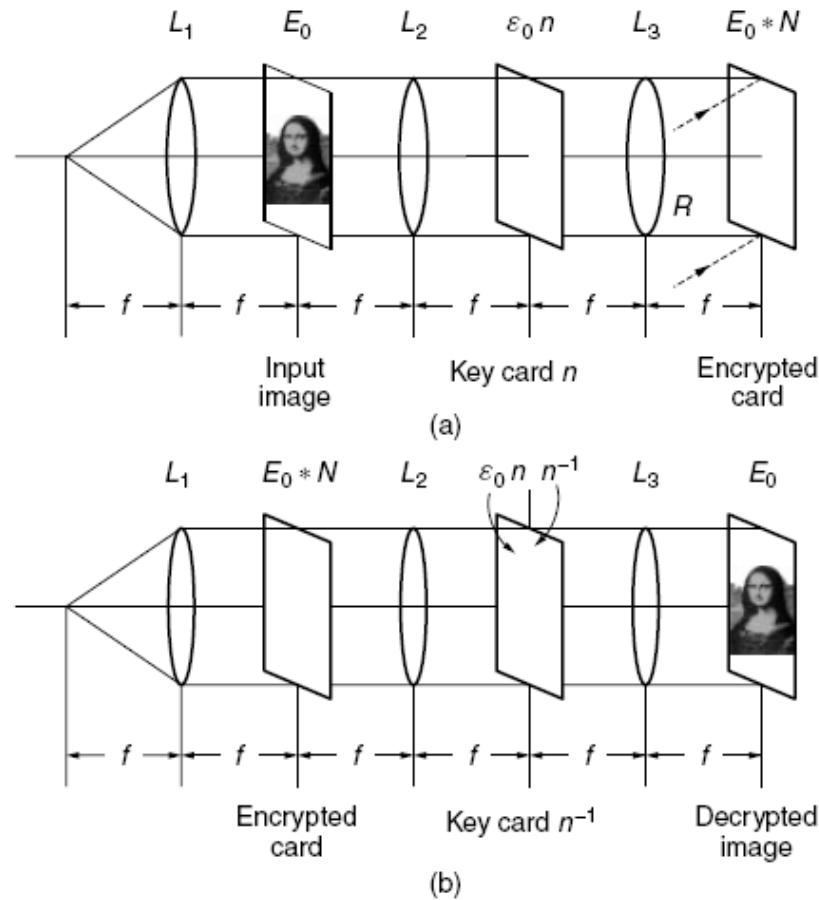 L₁ E₀ L₂ ε₀ n L₃ E₀ * N
R
f f f f f f
Input image Key card n Encrypted card
(a)
L₁ E₀ * N L₂ ε₀ n n⁻¹ L₃ E₀
f f f f f f
Encrypted card Key card n⁻¹ Decrypted image
(b)